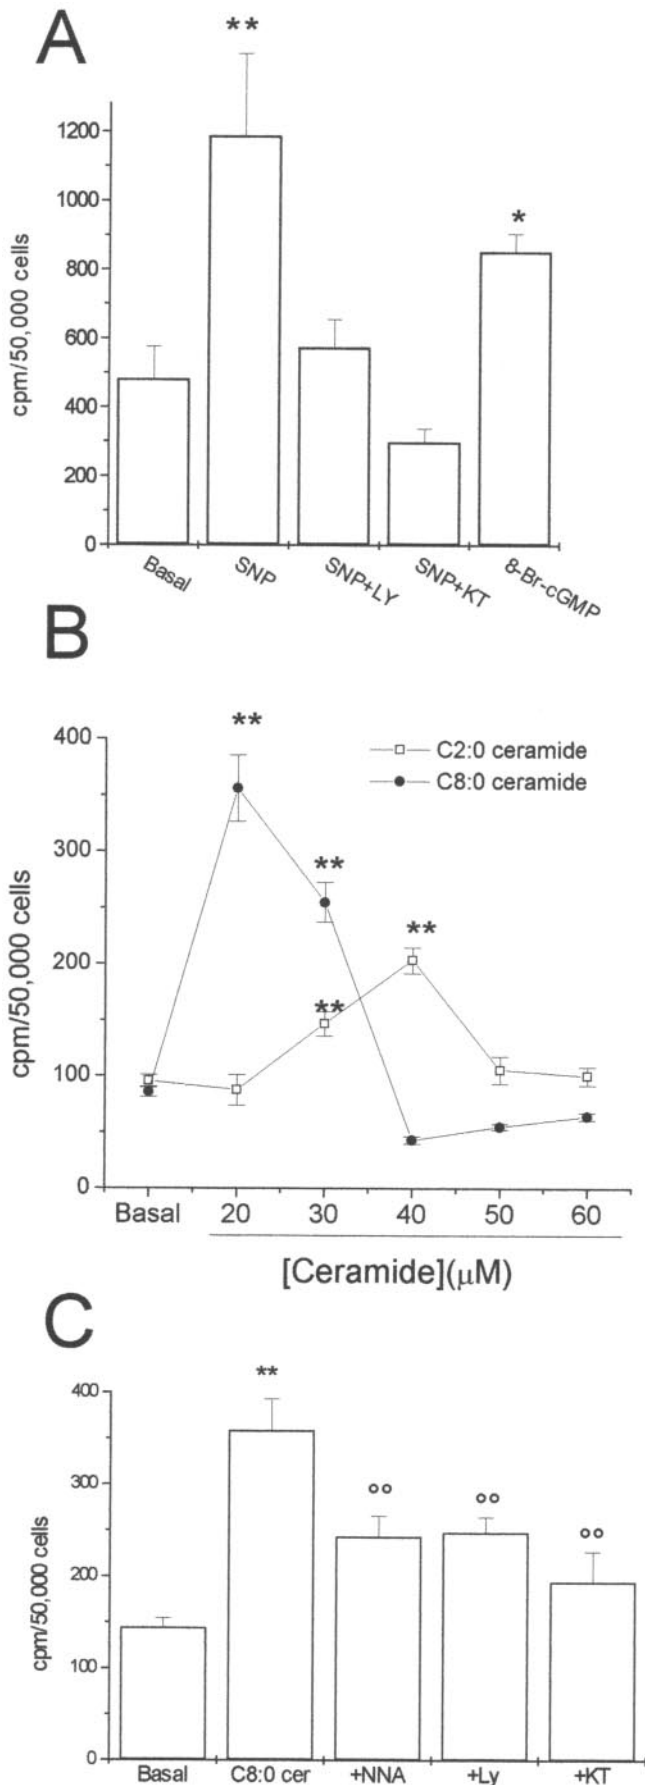 A
**
1200
1000
*
800
600
400
200
0
cpm/50,000 cells
Basal SNP SNP+LY SNP+KT 8-Br-cGMP
B
400
**
C2:0 ceramide
C8:0 ceramide
300
**
**
200
**
100
0
cpm/50,000 cells
Basal 20 30 40 50 60
[Ceramide](μM)
C
**
400
300
°° °° °°
200
100
0
cpm/50,000 cells
Basal C8:0 cer +NNA +Ly +KT